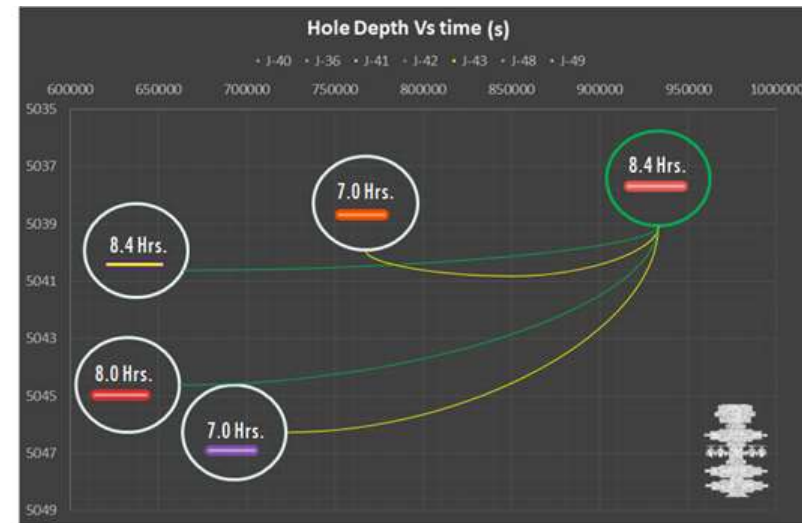 Hole Depth Vs time (s)
J-40 J-36 J-41 J-42 J-43 J-48 J-49
600000 650000 700000 750000 800000 850000 900000 950000 1000000
5035
5037
8.4 Hrs.
7.0 Hrs.
5039
8.4 Hrs.
5041
5043
8.0 Hrs.
5045
7.0 Hrs.
5047
5049